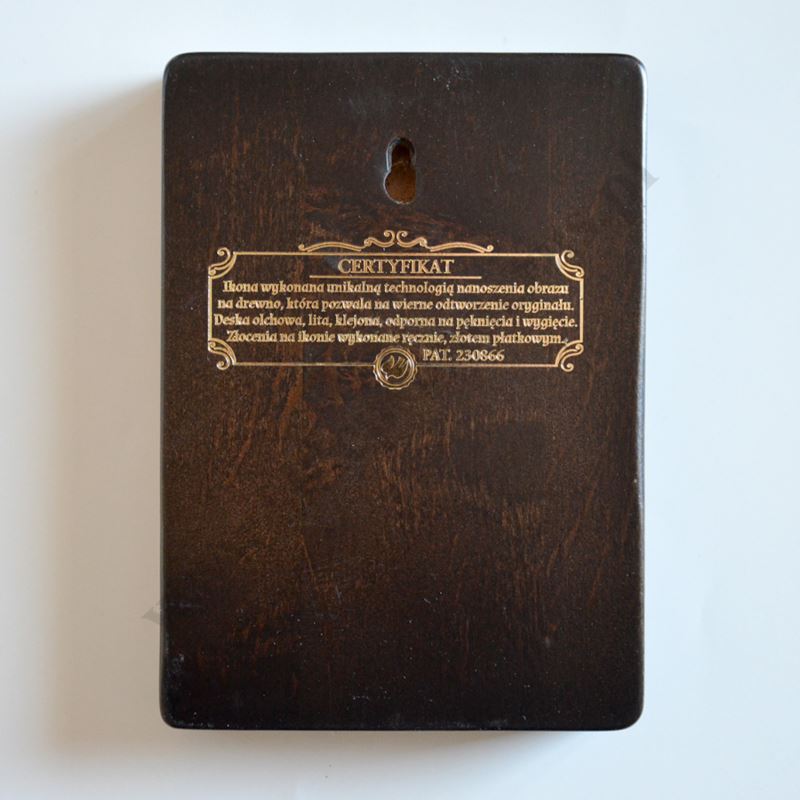 CERTYFIKAT
Ikona wykonana unikalną technologią nanoszenia obrazu
na drewno, która pozwala na wierne odtworzenie oryginału.
Deska olchowa, lita, klejona, odporna na pęknięcia i wygięcie.
Złocenia na ikonie wykonane ręcznie, złotem płatkowym.
PAT. 230866